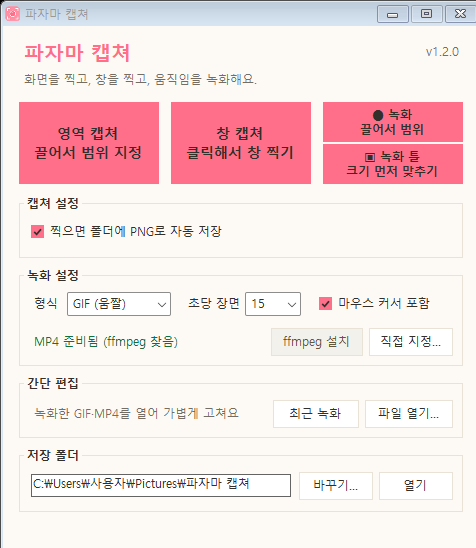 파자마 캡쳐
파자마 캡쳐
v1.2.0
화면을 찍고, 창을 찍고, 움직임을 녹화해요.
영역 캡쳐
끌어서 범위 지정
창 캡쳐
클릭해서 창 찍기
● 녹화
끌어서 범위
▣ 녹화 틀
크기 먼저 맞추기
캡쳐 설정
찍으면 폴더에 PNG로 자동 저장
녹화 설정
형식 GIF (움짤) 초당 장면 15 마우스 커서 포함
MP4 준비됨 (ffmpeg 찾음) ffmpeg 설치 직접 지정...
간단 편집
녹화한 GIF·MP4를 열어 가볍게 고쳐요 최근 녹화 파일 열기...
저장 폴더
C:₩Users₩사용자₩Pictures₩파자마 캡쳐 바꾸기... 열기